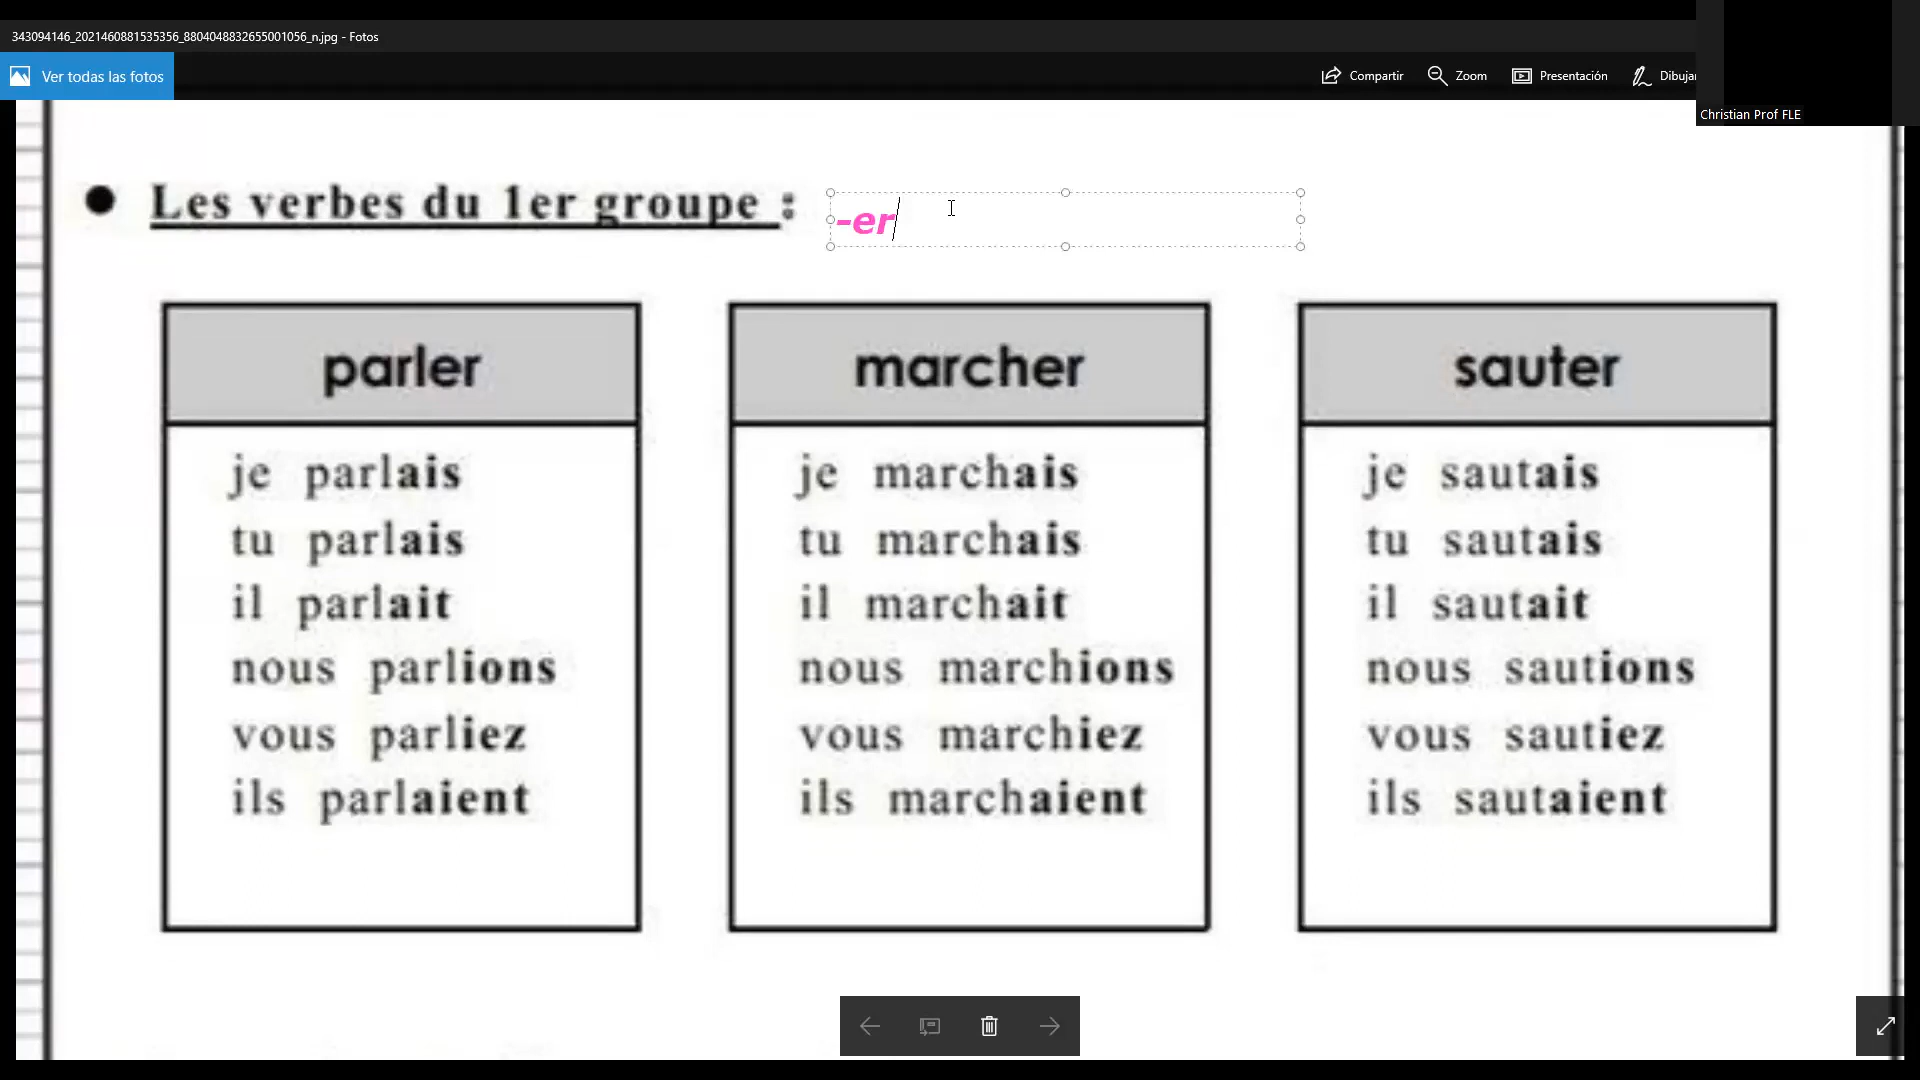 343094146_2021460881535356_8804048832655001056_n.jpg - Fotos
Ver todas las fotos
Compartir
Zoom
Presentación
Dibujar
Christian Prof FLE
● Les verbes du 1er groupe :
-er
parler
je parlais
tu parlais
il parlait
nous parlions
vous parliez
ils parlaient
marcher
je marchais
tu marchais
il marchait
nous marchions
vous marchiez
ils marchaient
sauter
je sautais
tu sautais
il sautait
nous sautions
vous sautiez
ils sautaient